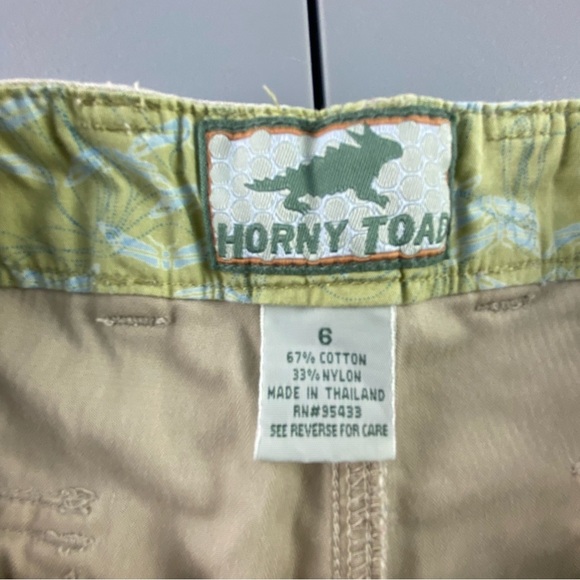 HORNY TOAD
6
67% COTTON
33% NYLON
MADE IN THAILAND
RN#95433
SEE REVERSE FOR CARE